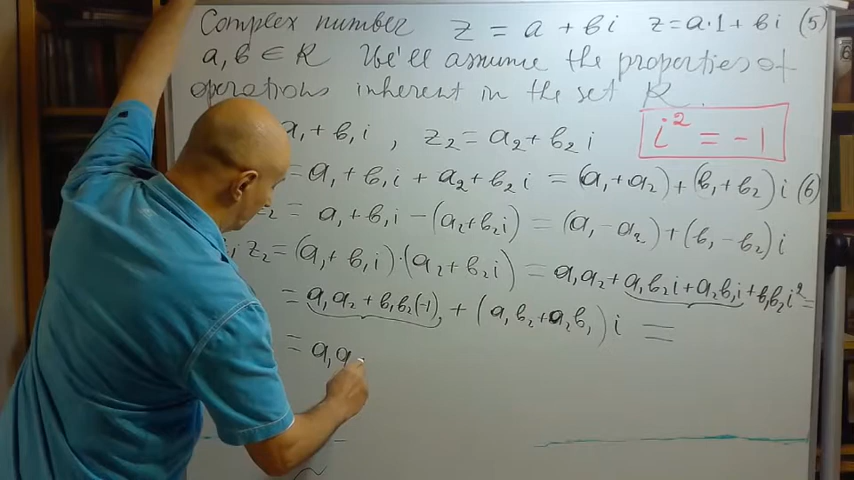 Complex number z = a + bi z = a·1 + bi (5)
a, b ∈ R We'll assume the properties of
operations inherent in the set R.
a₁ + b₁i , z₂ = a₂ + b₂i i² = -1
= a₁ + b₁i + a₂ + b₂i = (a₁ + a₂) + (b₁ + b₂)i (6)
z₂ = a₁ + b₁i - (a₂ + b₂i) = (a₁ - a₂) + (b₁ - b₂)i
z₂ = (a₁ + b₁i)·(a₂ + b₂i) = a₁a₂ + a₁b₂i + a₂b₁i + b₁b₂i² =
= a₁a₂ + b₁b₂(-1) + (a₁b₂ + a₂b₁)i =
= a₁a